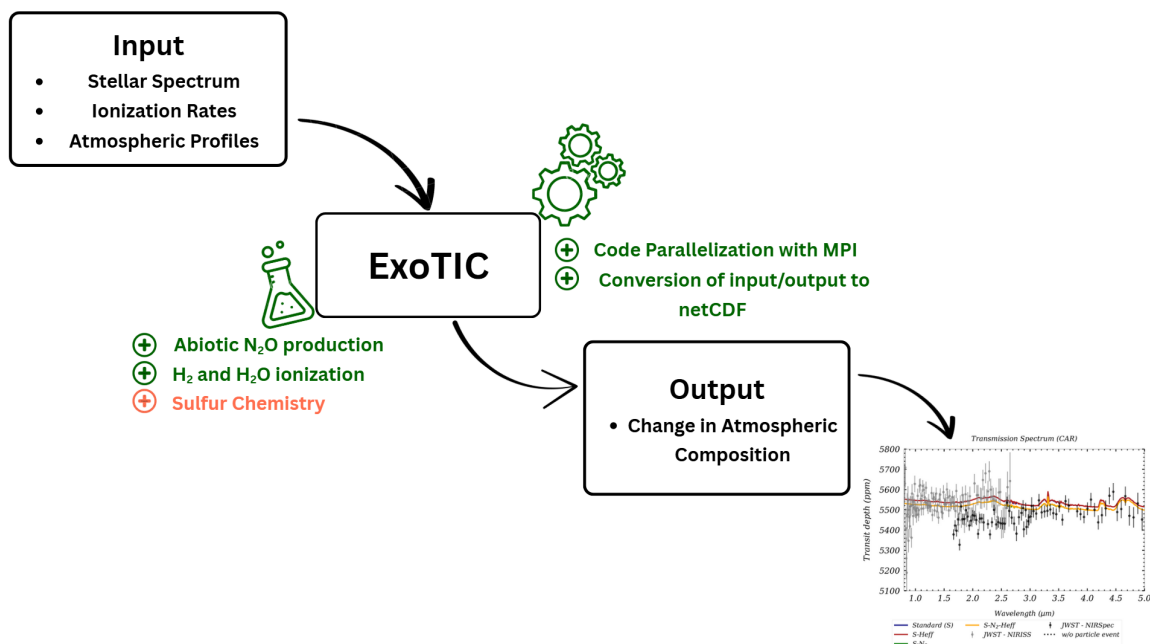 Input
• Stellar Spectrum
• Ionization Rates
• Atmospheric Profiles
ExoTIC
Code Parallelization with MPI
Conversion of input/output to
netCDF
Abiotic N₂O production
H₂ and H₂O ionization
Sulfur Chemistry
Output
• Change in Atmospheric
Composition
Transmission Spectrum (CAR)
Transit depth (ppm)
5800
5700
5600
5500
5400
5300
5200
5100
1.0 1.5 2.0 2.5 3.0 3.5 4.0 4.5 5.0
Wavelength (μm)
Standard (S) S-N₂-Heff JWST - NIRSpec
S-Heff JWST - NIRISS w/o particle event